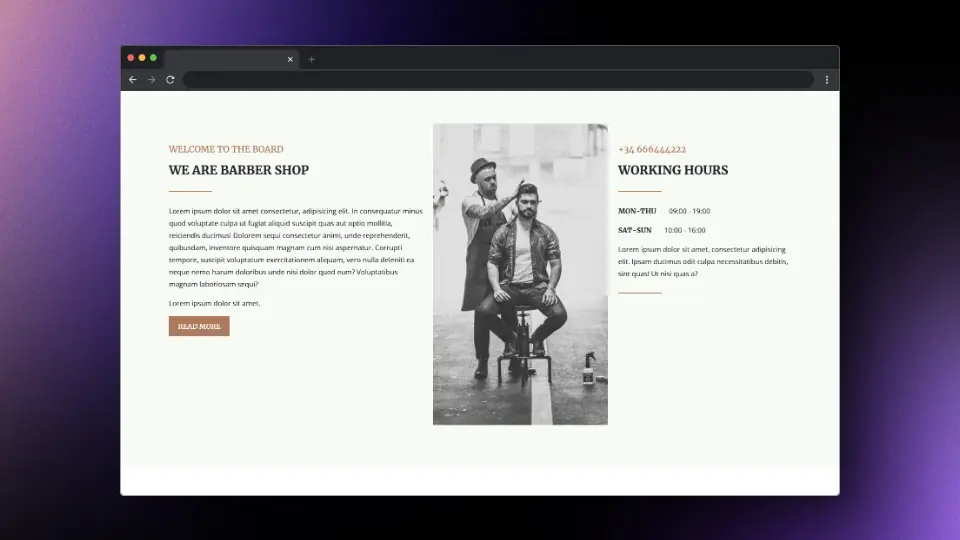 WELCOME TO THE BOARD
WE ARE BARBER SHOP
Lorem ipsum dolor sit amet consectetur, adipisicing elit. In consequatur minus
quod voluptate culpa ut fugiat aliquid suscipit quas aut optio mollitia,
reiciendis ducimus! Dolorem sequi consectetur animi, unde reprehenderit,
quibusdam, inventore quisquam magnam cum nisi aspernatur. Corrupti
tempore, suscipit voluptatum exercitationem aliquam, vero nulla deleniti ea
neque nemo harum doloribus unde nisi dolor quod eum? Voluptatibus
magnam laboriosam sequi?
Lorem ipsum dolor sit amet.
READ MORE
+34 666444222
WORKING HOURS
MON-THU 09:00 - 19:00
SAT-SUN 10:00 - 16:00
Lorem ipsum dolor sit amet, consectetur adipisicing
elit. Ipsam ducimus odit culpa necessitatibus debitis,
sint quas! Ut nisi quas a?